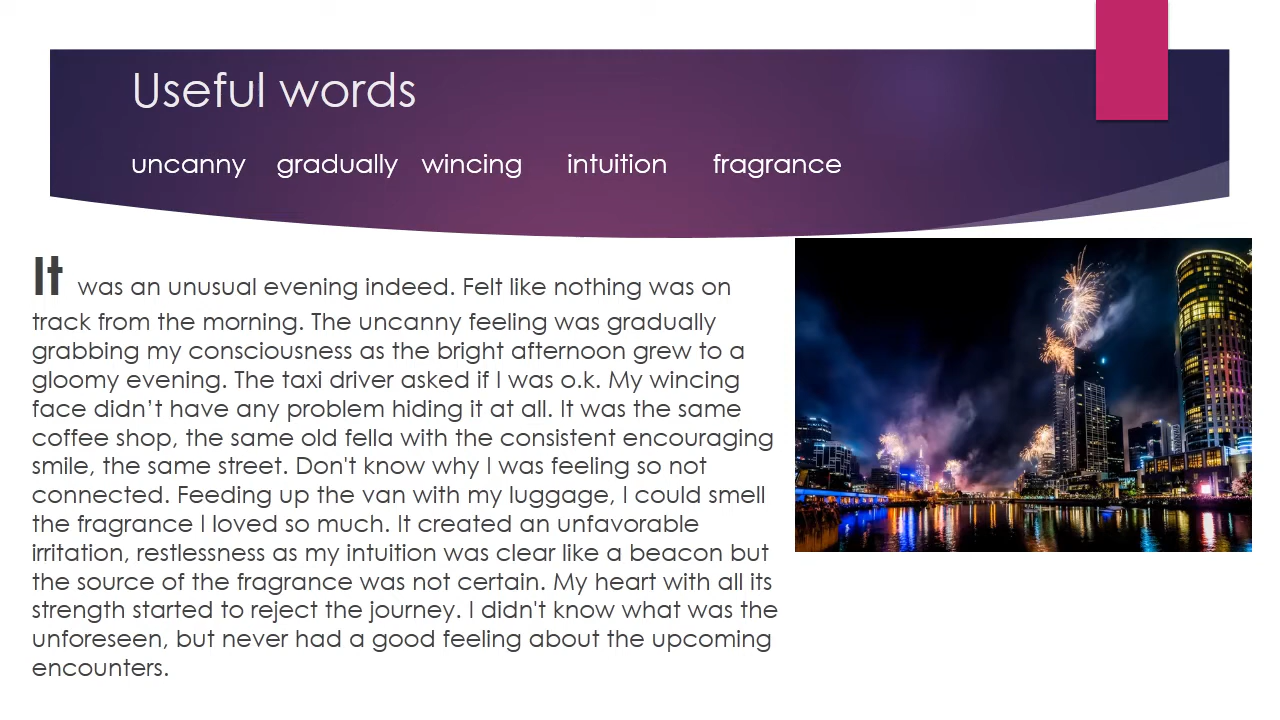 Useful words
uncanny gradually wincing intuition fragrance
It was an unusual evening indeed. Felt like nothing was on
track from the morning. The uncanny feeling was gradually
grabbing my consciousness as the bright afternoon grew to a
gloomy evening. The taxi driver asked if I was o.k. My wincing
face didn’t have any problem hiding it at all. It was the same
coffee shop, the same old fella with the consistent encouraging
smile, the same street. Don't know why I was feeling so not
connected. Feeding up the van with my luggage, I could smell
the fragrance I loved so much. It created an unfavorable
irritation, restlessness as my intuition was clear like a beacon but
the source of the fragrance was not certain. My heart with all its
strength started to reject the journey. I didn't know what was the
unforeseen, but never had a good feeling about the upcoming
encounters.